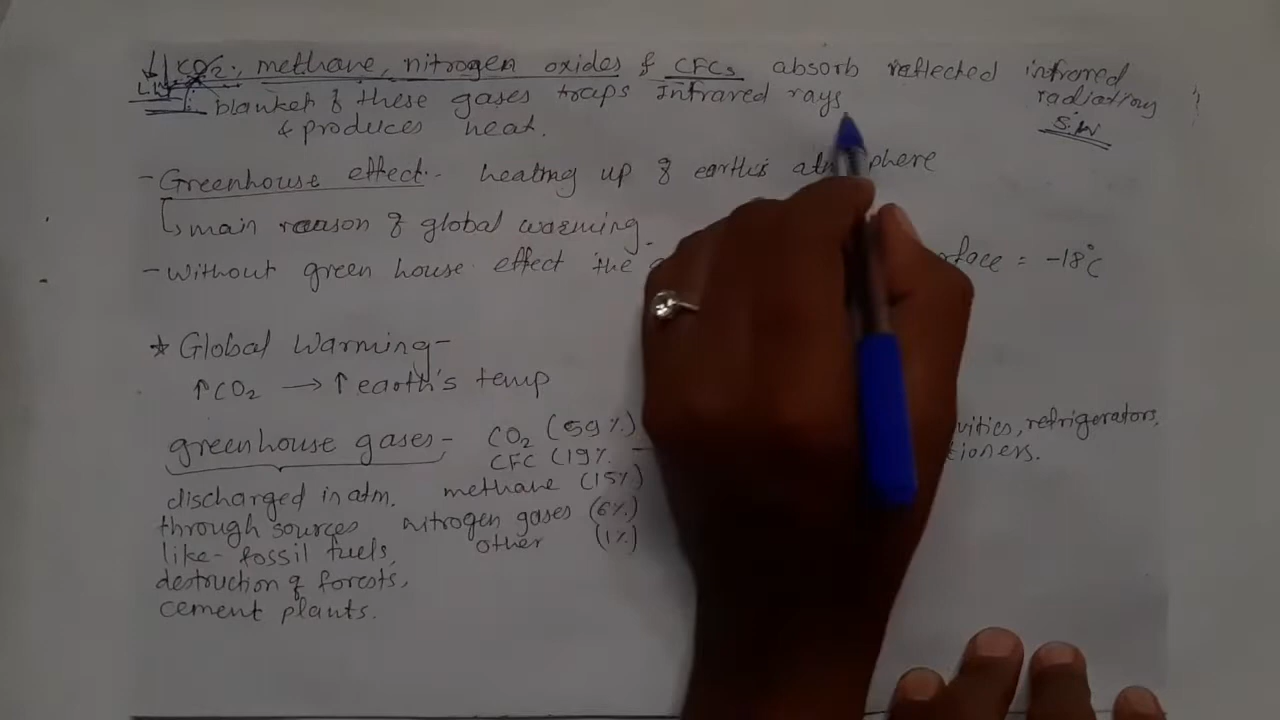 CO2, methane, nitrogen oxides & CFCs absorb reflected infrared radiations
LW
S.W
blanket of these gases traps infrared rays
& produces heat.
- Greenhouse effect - heating up of earth's atmosphere
main reason of global warming.
- Without green house effect the = -18°C
* Global Warming -
↑CO2 → ↑ earth's temp
greenhouse gases - CO2 (59%)
CFC (19%
refrigerators,
methane (15%)
nitrogen gases (6%)
other (1%)
discharged in atm.
through sources
like - fossil fuels,
destruction of forests,
cement plants.